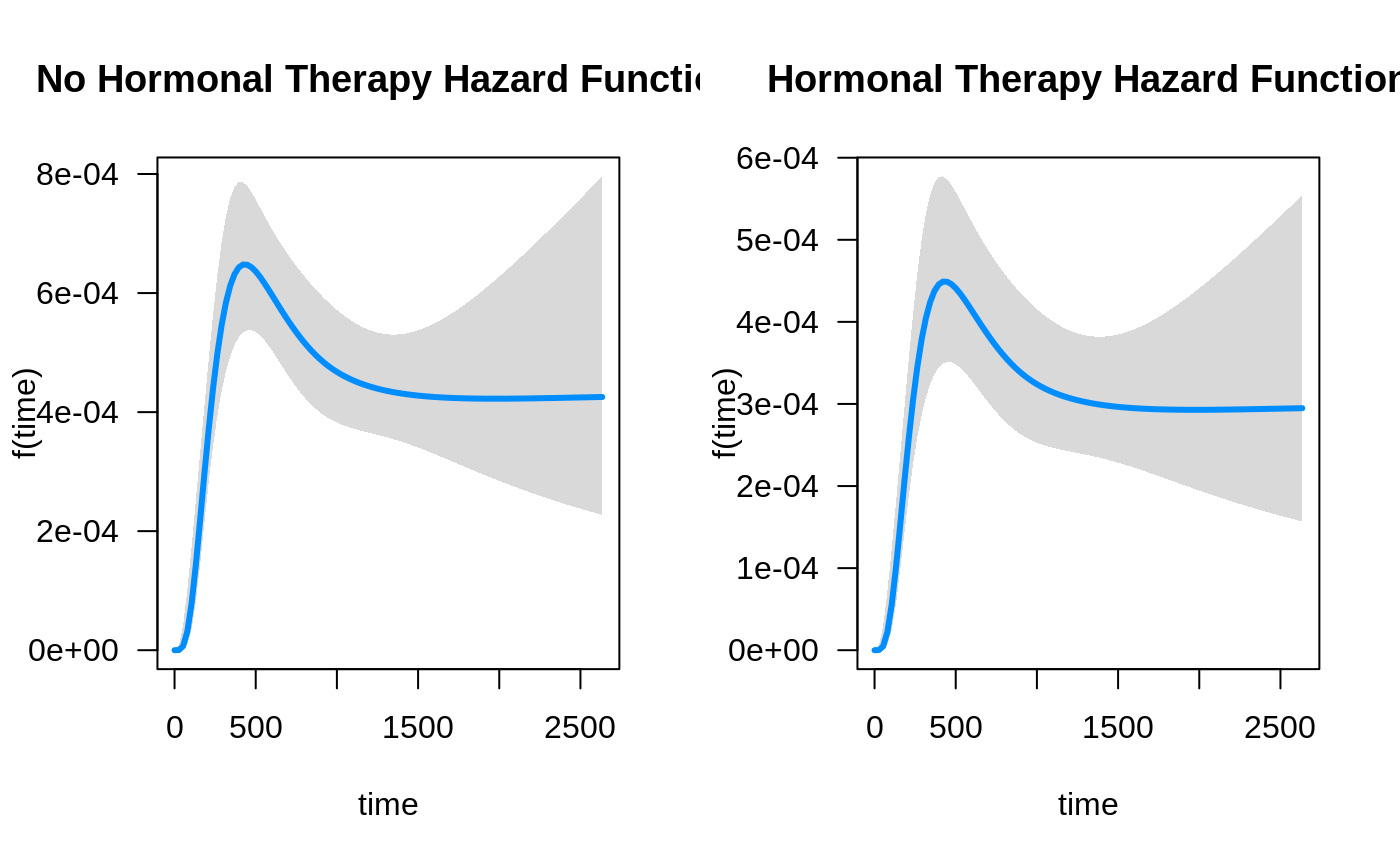 No Hormonal Therapy Hazard Functi
8e-04
6e-04
4e-04
2e-04
0e+00
f(time)
0 500 1500 2500
time
Hormonal Therapy Hazard Function
6e-04
5e-04
4e-04
3e-04
2e-04
1e-04
0e+00
f(time)
0 500 1500 2500
time